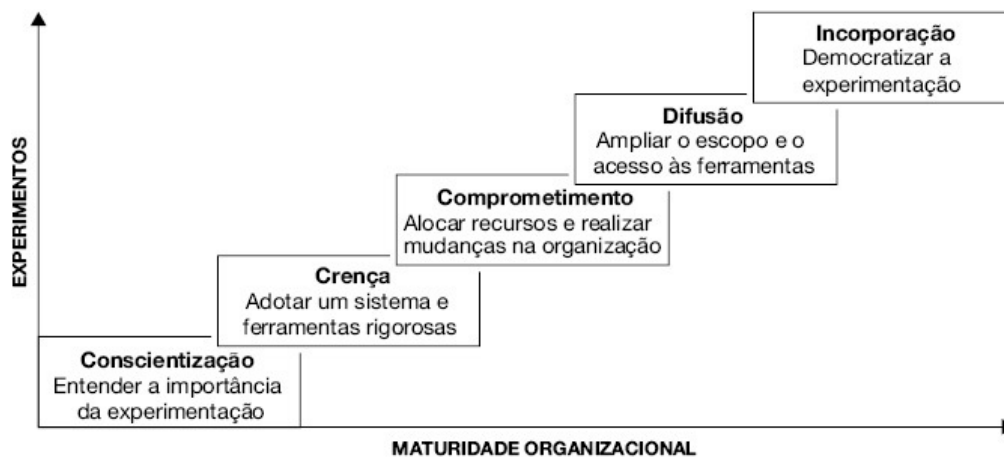 EXPERIMENTOS
Incorporação
Democratizar a
experimentação
Difusão
Ampliar o escopo e o
acesso às ferramentas
Comprometimento
Alocar recursos e realizar
mudanças na organização
Crença
Adotar um sistema e
ferramentas rigorosas
Conscientização
Entender a importância
da experimentação
MATURIDADE ORGANIZACIONAL